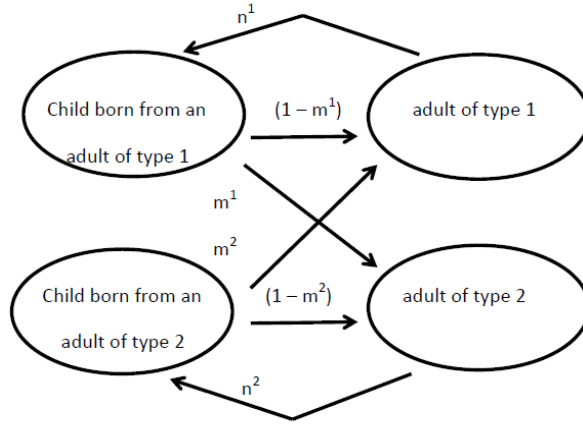 n¹
Child born from an
adult of type 1
(1 – m¹)
adult of type 1
m¹
m²
Child born from an
adult of type 2
(1 – m²)
adult of type 2
n²